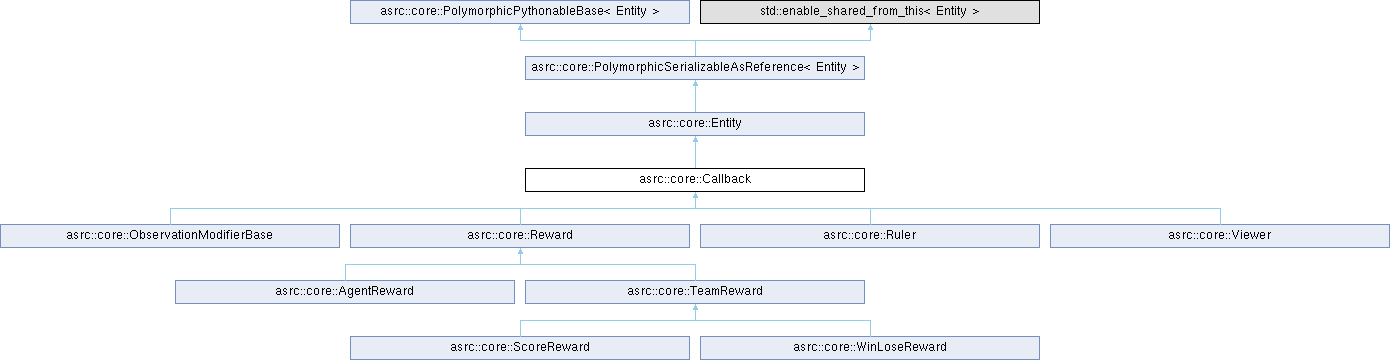 asrc::core::PolymorphicPythonableBase< Entity >
std::enable_shared_from_this< Entity >
asrc::core::PolymorphicSerializableAsReference< Entity >
asrc::core::Entity
asrc::core::Callback
asrc::core::ObservationModifierBase
asrc::core::Reward
asrc::core::Ruler
asrc::core::Viewer
asrc::core::AgentReward
asrc::core::TeamReward
asrc::core::ScoreReward
asrc::core::WinLoseReward